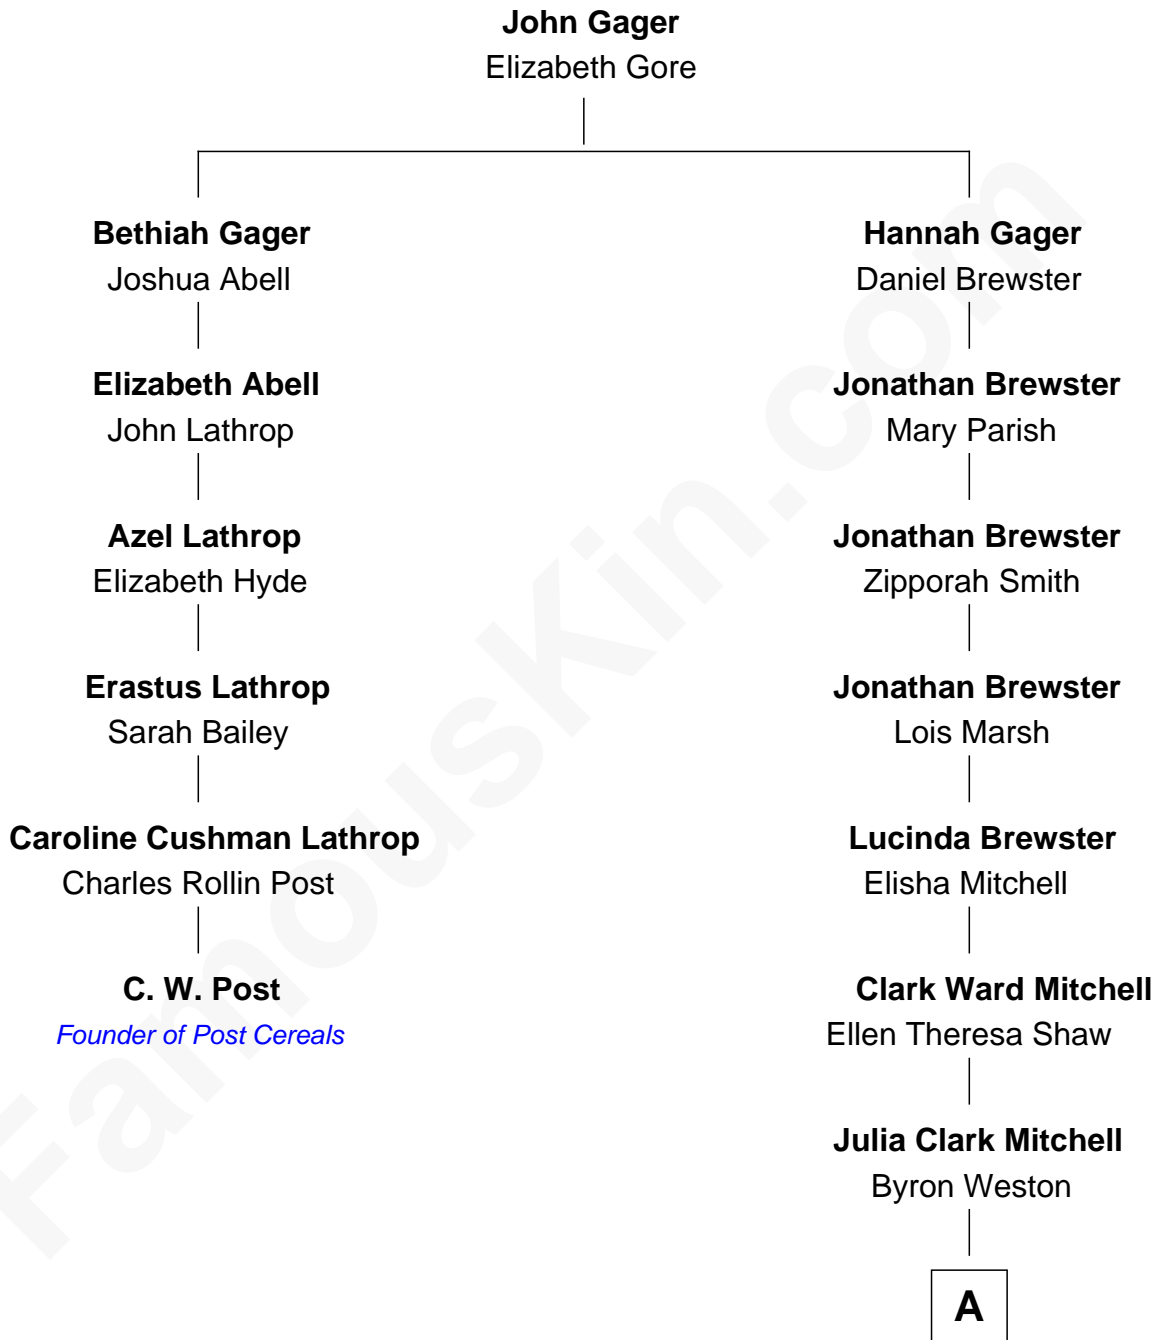 John Gager
Elizabeth Gore
Bethiah Gager
Joshua Abell
Hannah Gager
Daniel Brewster
Elizabeth Abell
John Lathrop
Jonathan Brewster
Mary Parish
Azel Lathrop
Elizabeth Hyde
Jonathan Brewster
Zipporah Smith
Erastus Lathrop
Sarah Bailey
Jonathan Brewster
Lois Marsh
Caroline Cushman Lathrop
Charles Rollin Post
Lucinda Brewster
Elisha Mitchell
C. W. Post
Founder of Post Cereals
Clark Ward Mitchell
Ellen Theresa Shaw
Julia Clark Mitchell
Byron Weston
A
FamousKin.com